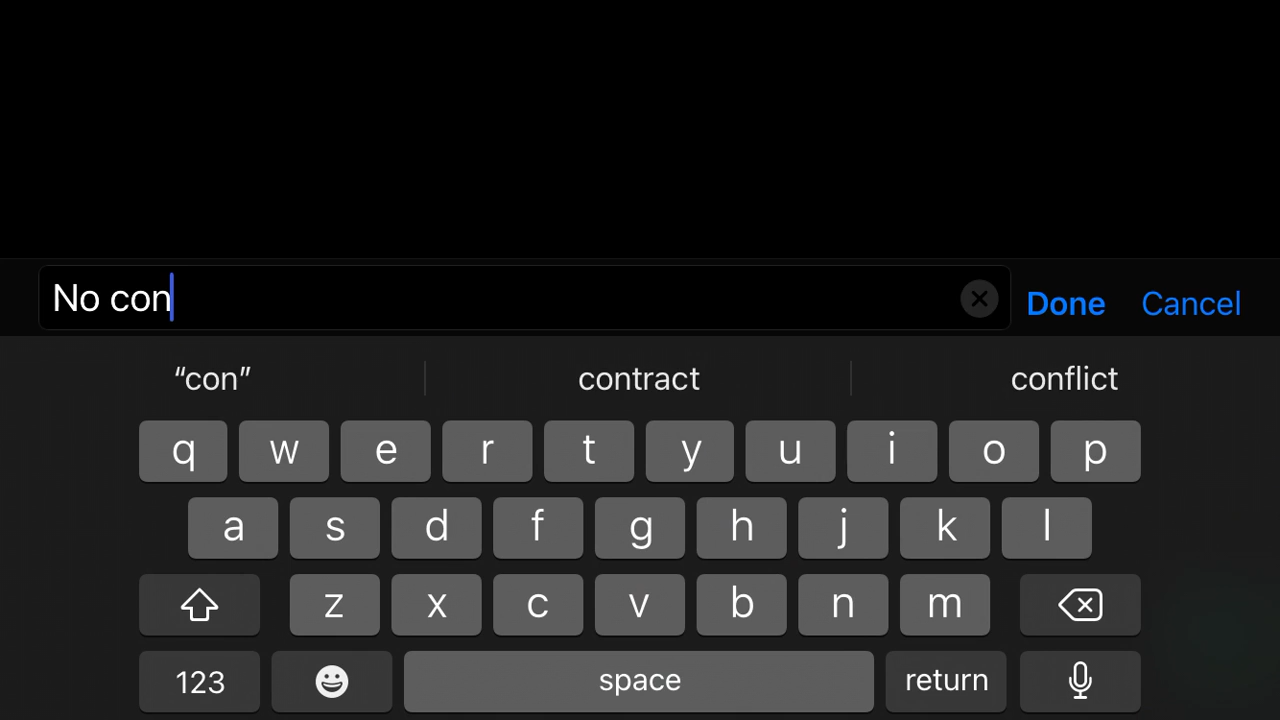 No con
Done Cancel
“con” contract conflict
q w e r t y u i o p
a s d f g h j k l
z x c v b n m
123 space return